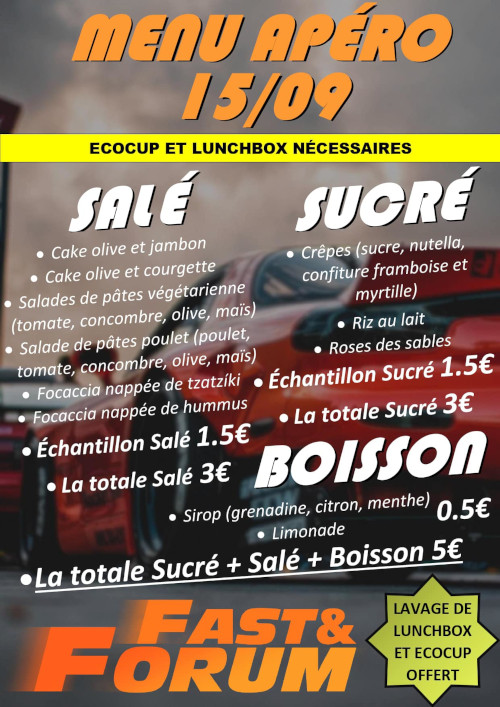 MENU APÉRO
15/09
ECOCUP ET LUNCHBOX NÉCESSAIRES
SALÉ
• Cake olive et jambon
• Cake olive et courgette
• Salades de pâtes végétarienne
(tomate, concombre, olive, maïs)
• Salade de pâtes poulet (poulet,
tomate, concombre, olive, maïs)
• Focaccia nappée de tzatzíki
• Focaccia nappée de hummus
• Échantillon Salé 1.5€
• La totale Salé 3€
SUCRÉ
• Crêpes (sucre, nutella,
confiture framboise et
myrtille)
• Riz au lait
• Roses des sables
• Échantillon Sucré 1.5€
• La totale Sucré 3€
BOISSON
• Sirop (grenadine, citron, menthe)
• Limonade
0.5€
• La totale Sucré + Salé + Boisson 5€
FAST&
FORUM
LAVAGE DE
LUNCHBOX
ET ECOCUP
OFFERT